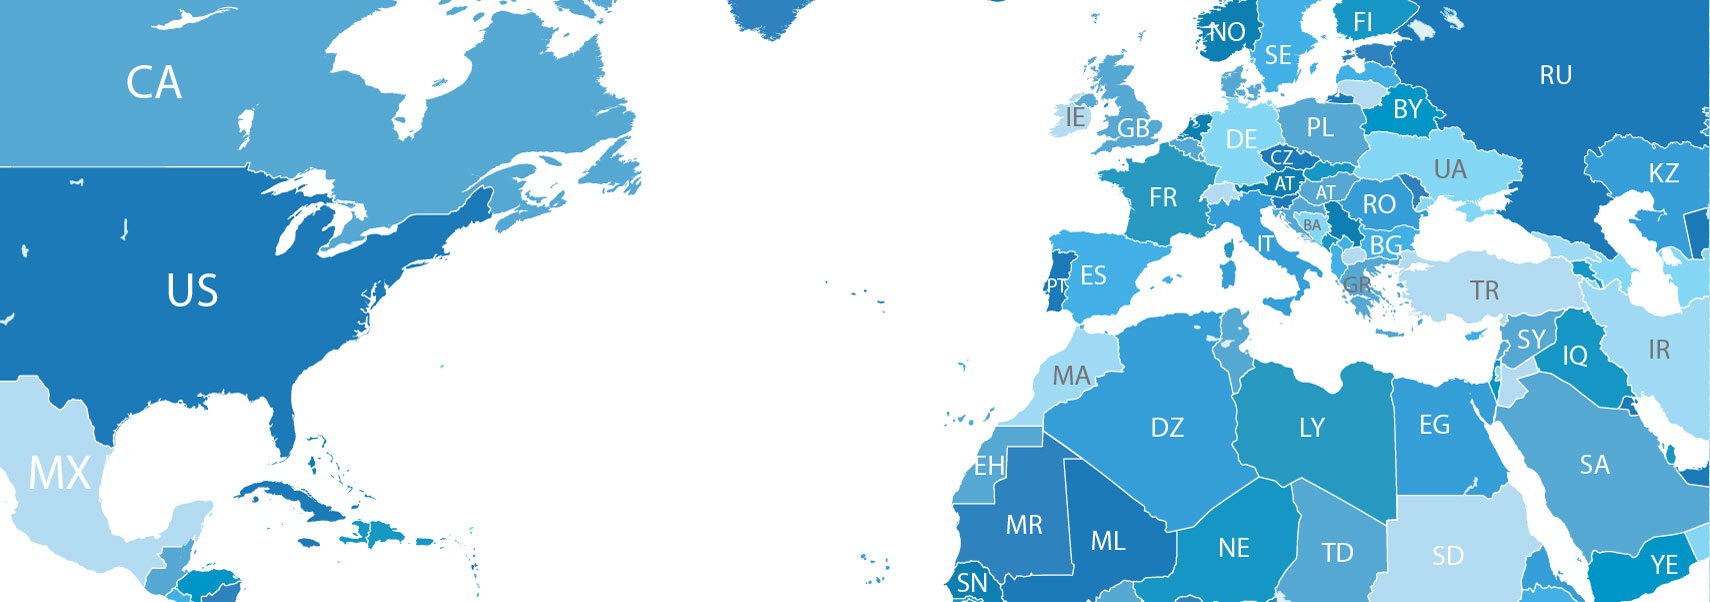 CA
US
MX
NO
SE
FI
RU
IE
GB
DE
PL
BY
UA
KZ
CZ
FR
AT
AT
RO
BA
IT
BG
PT
ES
GR
TR
SY
IQ
IR
MA
DZ
LY
EG
SA
EH
MR
ML
NE
TD
SD
YE
SN